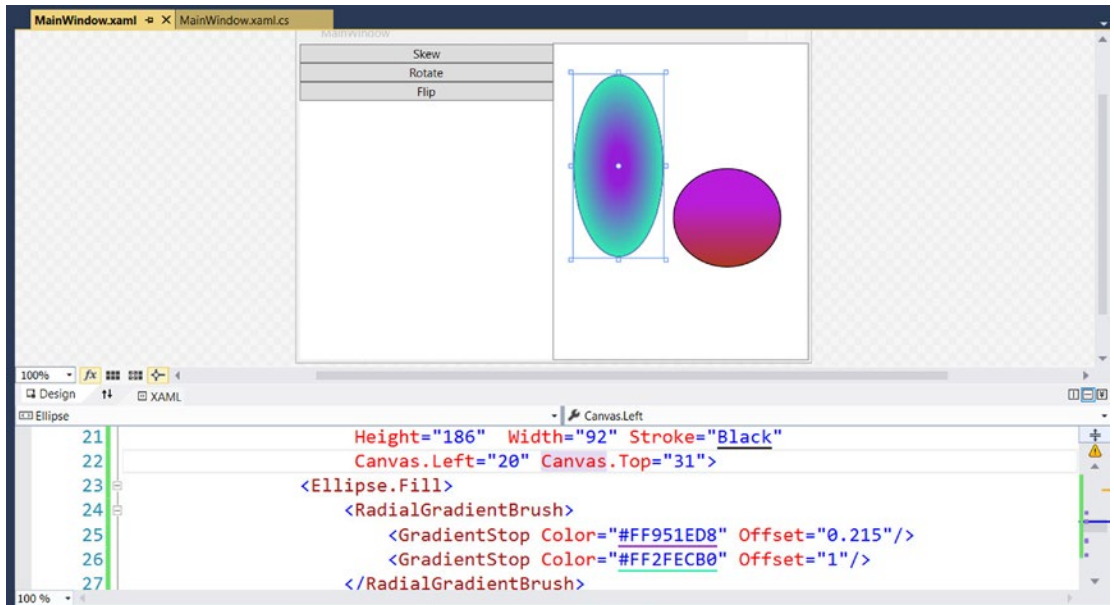 MainWindow.xaml MainWindow.xaml.cs
MainWindow
Skew
Rotate
Flip
100% fx
Design XAML
Ellipse Canvas.Left
21 Height="186" Width="92" Stroke="Black"
22 Canvas.Left="20" Canvas.Top="31">
23 <Ellipse.Fill>
24 <RadialGradientBrush>
25 <GradientStop Color="#FF951ED8" Offset="0.215"/>
26 <GradientStop Color="#FF2FECB0" Offset="1"/>
27 </RadialGradientBrush>
100 %